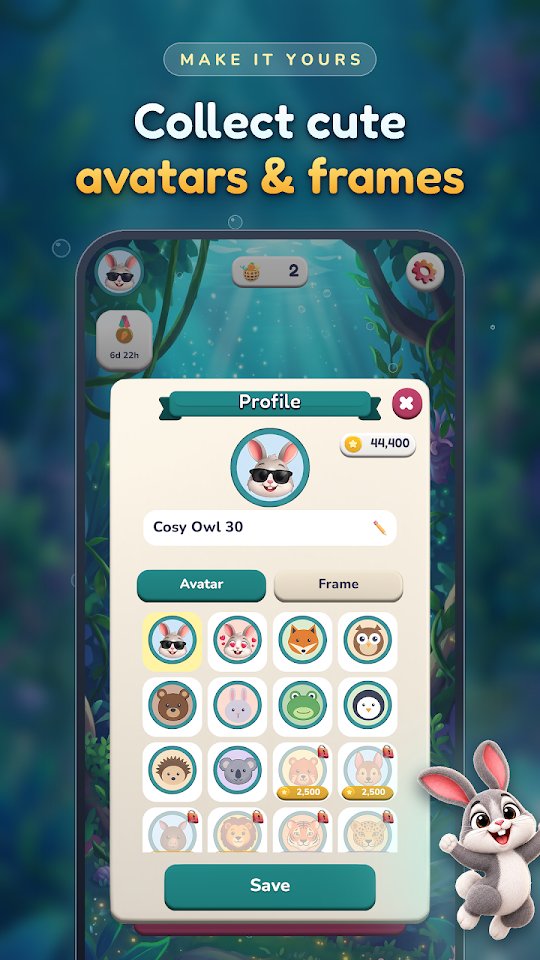 MAKE IT YOURS
Collect cute
avatars & frames
2
6d 22h
Profile
44,400
Cosy Owl 30
Avatar
Frame
2,500
2,500
Save